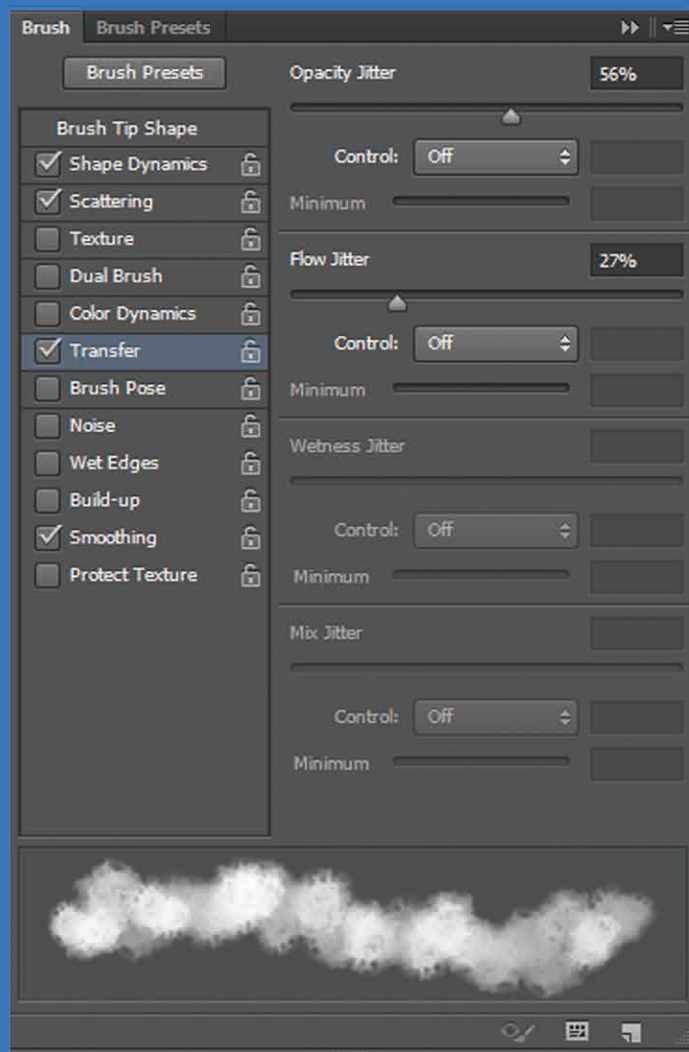 Brush Brush Presets
Brush Presets
Brush Tip Shape
Shape Dynamics
Scattering
Texture
Dual Brush
Color Dynamics
Transfer
Brush Pose
Noise
Wet Edges
Build-up
Smoothing
Protect Texture
Opacity Jitter 56%
Control: Off
Minimum
Flow Jitter 27%
Control: Off
Minimum
Wetness Jitter
Control: Off
Minimum
Mix Jitter
Control: Off
Minimum